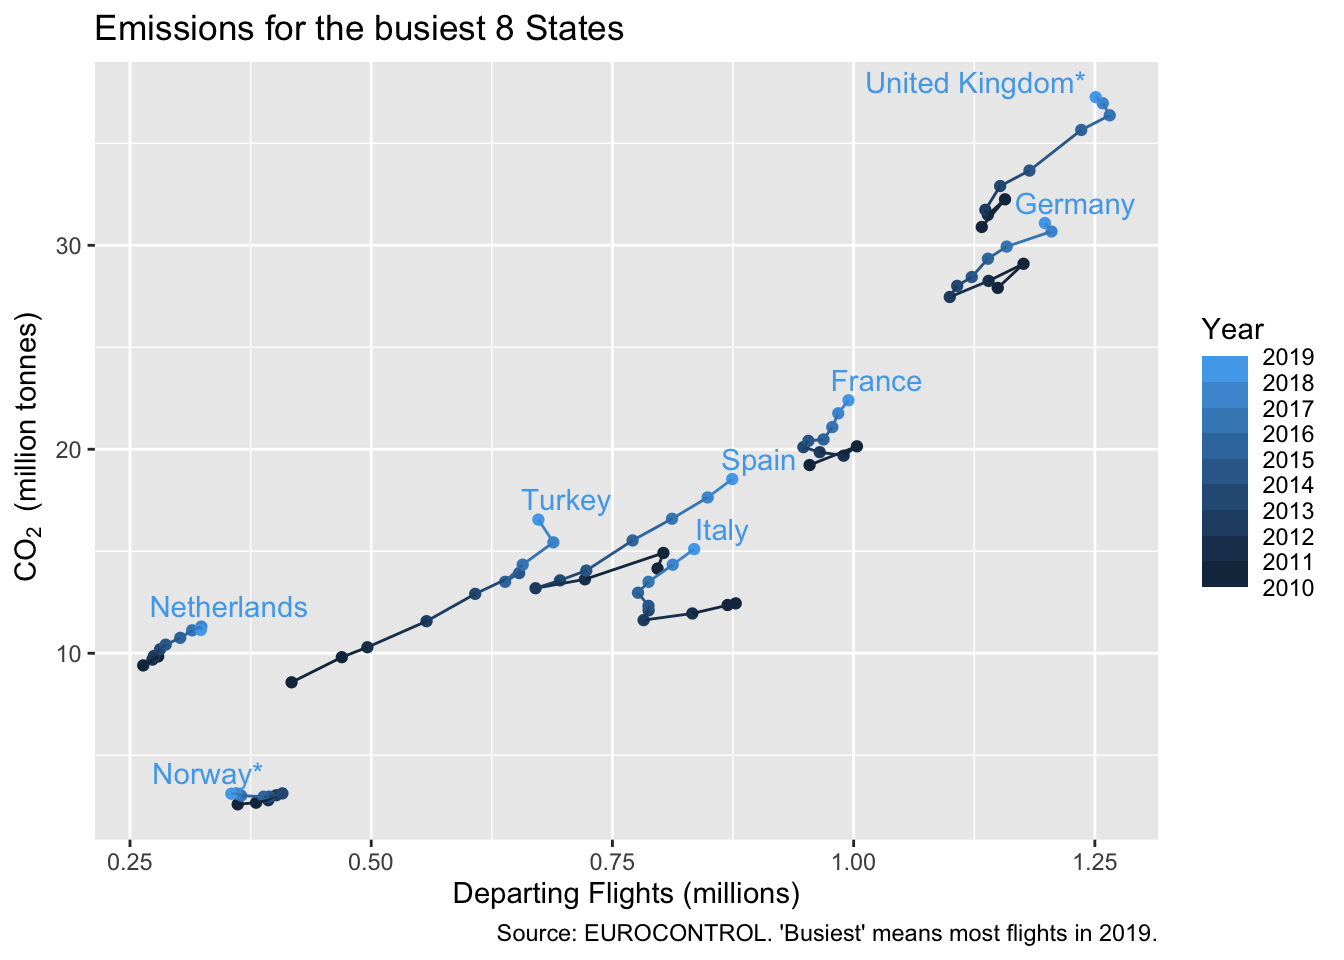 Emissions for the busiest 8 States
United Kingdom*
Germany
France
Spain
Turkey
Italy
Netherlands
Norway*
30
20
10
CO₂ (million tonnes)
0.25 0.50 0.75 1.00 1.25
Departing Flights (millions)
Year
2019
2018
2017
2016
2015
2014
2013
2012
2011
2010
Source: EUROCONTROL. 'Busiest' means most flights in 2019.